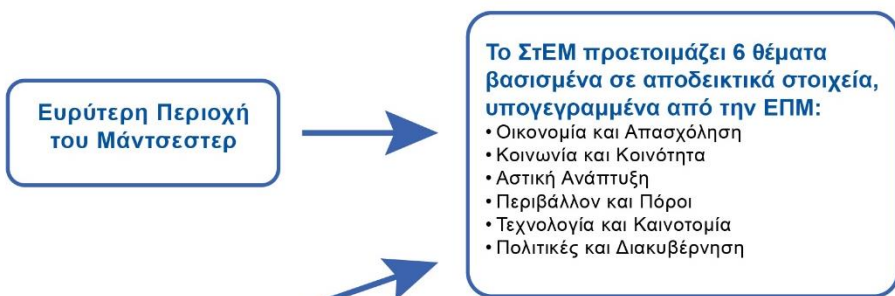 Ευρύτερη Περιοχή
του Μάντσεστερ
Το ΣτΕΜ προετοιμάζει 6 θέματα
βασισμένα σε αποδεικτικά στοιχεία,
υπογεγραμμένα από την ΕΠΜ:
• Οικονομία και Απασχόληση
• Κοινωνία και Κοινότητα
• Αστική Ανάπτυξη
• Περιβάλλον και Πόροι
• Τεχνολογία και Καινοτομία
• Πολιτικές και Διακυβέρνηση